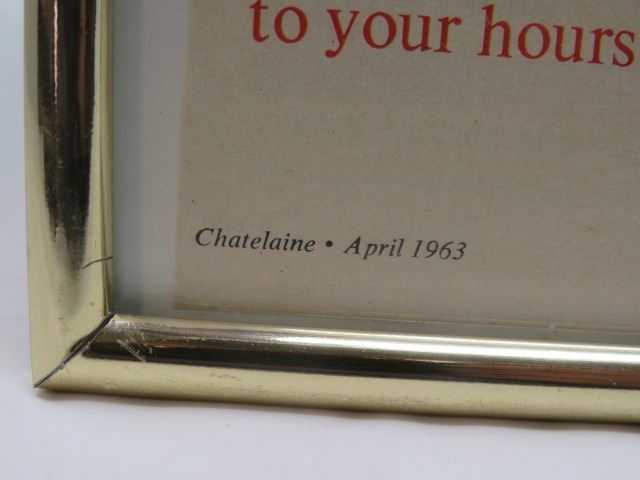 to your hours
Chatelaine • April 1963